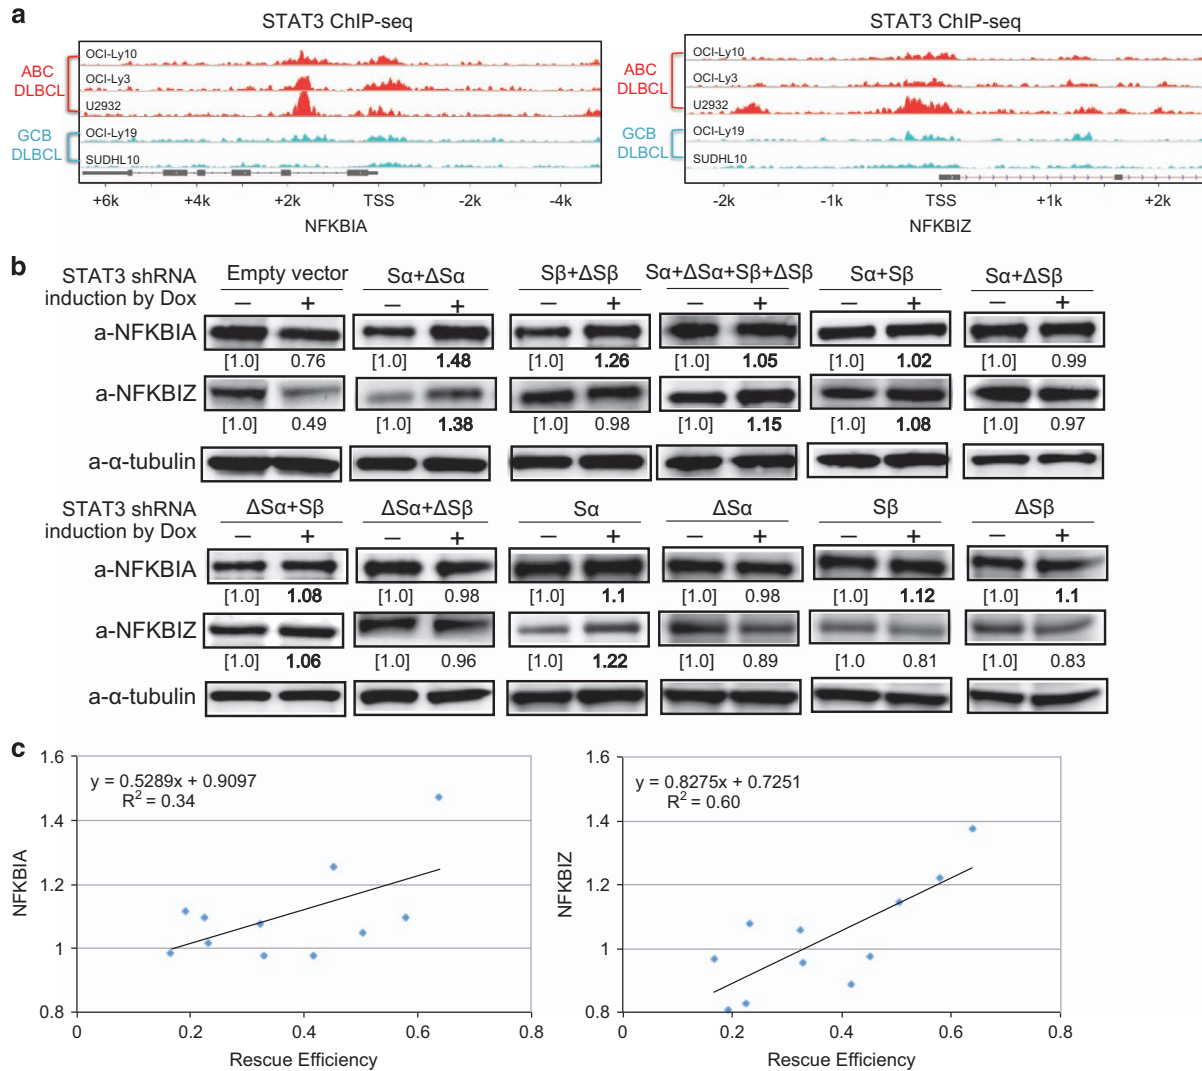 a
STAT3 ChIP-seq
STAT3 ChIP-seq
ABC
DLBCL
OCI-Ly10
OCI-Ly3
U2932
GCB
DLBCL
OCI-Ly19
SUDHL10
+6k +4k +2k TSS -2k -4k
NFKBIA
ABC
DLBCL
OCI-Ly10
OCI-Ly3
U2932
GCB
DLBCL
OCI-Ly19
SUDHL10
-2k -1k TSS +1k +2k
NFKBIZ
b
STAT3 shRNA
induction by Dox
Empty vector Sα+ΔSα Sβ+ΔSβ Sα+ΔSα+Sβ+ΔSβ Sα+Sβ Sα+ΔSβ
− + − + − + − + − + − +
a-NFKBIA
[1.0] 0.76 [1.0] 1.48 [1.0] 1.26 [1.0] 1.05 [1.0] 1.02 [1.0] 0.99
a-NFKBIZ
[1.0] 0.49 [1.0] 1.38 [1.0] 0.98 [1.0] 1.15 [1.0] 1.08 [1.0] 0.97
a-α-tubulin
STAT3 shRNA
induction by Dox
ΔSα+Sβ ΔSα+ΔSβ Sα ΔSα Sβ ΔSβ
− + − + − + − + − + − +
a-NFKBIA
[1.0] 1.08 [1.0] 0.98 [1.0] 1.1 [1.0] 0.98 [1.0] 1.12 [1.0] 1.1
a-NFKBIZ
[1.0] 1.06 [1.0] 0.96 [1.0] 1.22 [1.0] 0.89 [1.0 0.81 [1.0] 0.83
a-α-tubulin
c
y = 0.5289x + 0.9097
R² = 0.34
NFKBIA
1.6
1.4
1.2
1
0.8
0 0.2 0.4 0.6 0.8
Rescue Efficiency
y = 0.8275x + 0.7251
R² = 0.60
NFKBIZ
1.6
1.4
1.2
1
0.8
0 0.2 0.4 0.6 0.8
Rescue Efficiency